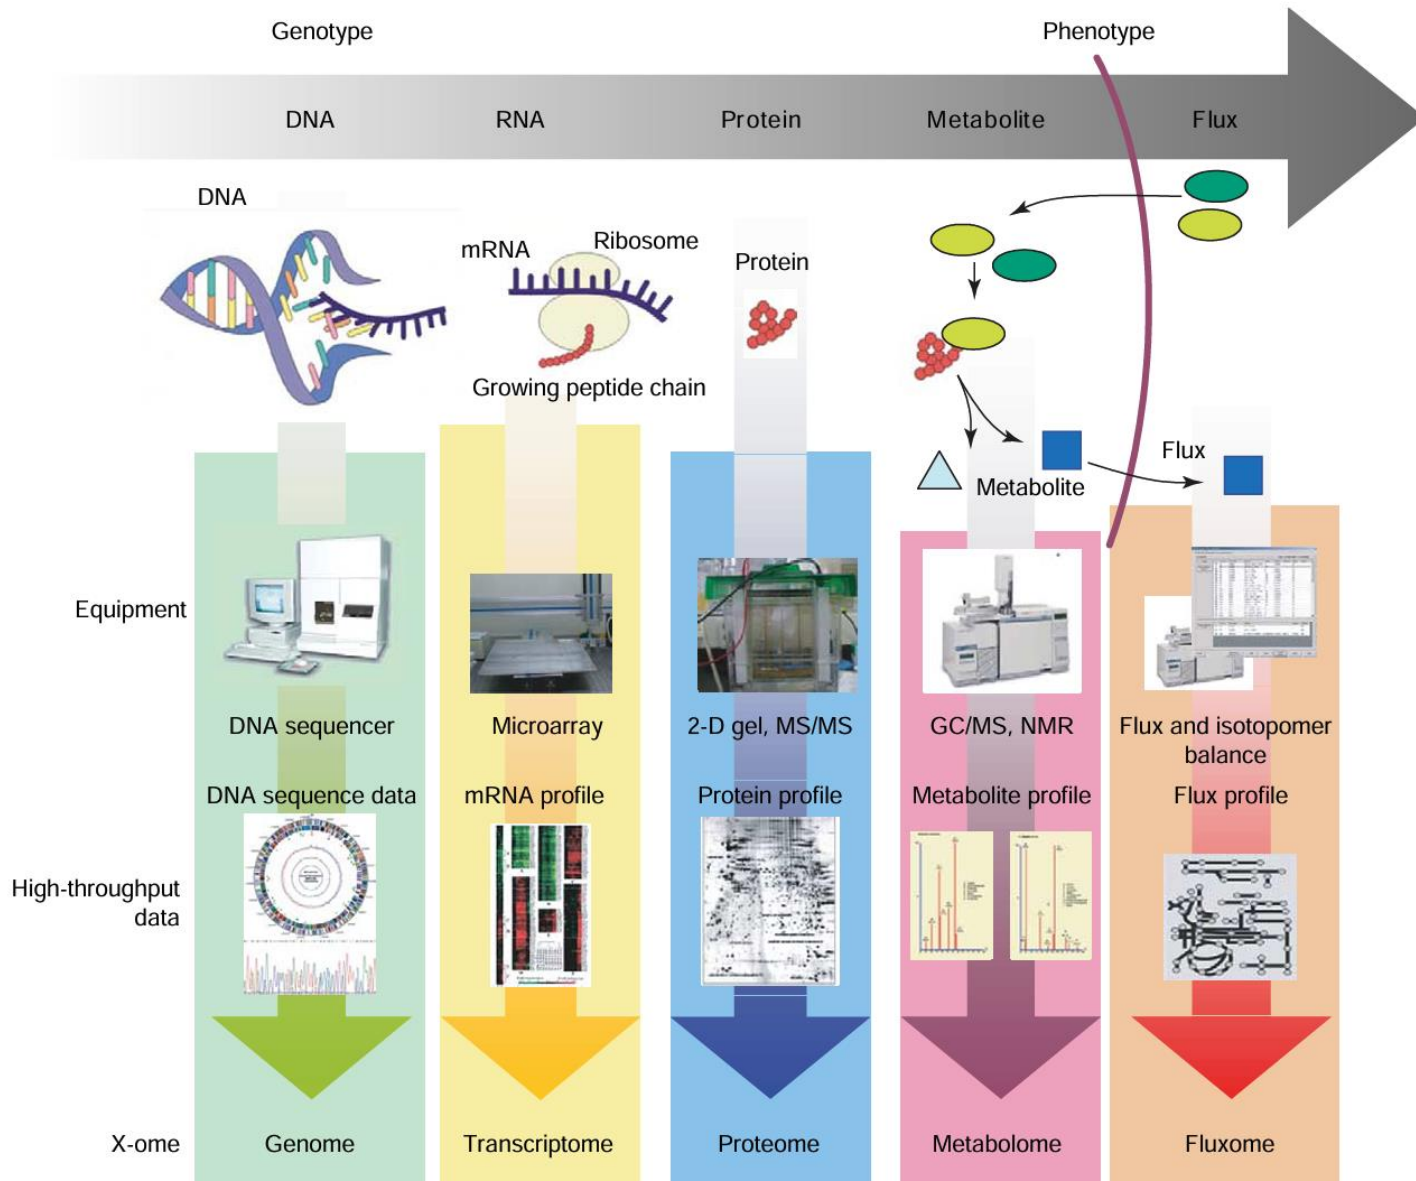 Genotype
Phenotype
DNA
RNA
Protein
Metabolite
Flux
DNA
mRNA
Ribosome
Growing peptide chain
Protein
Metabolite
Flux
Equipment
DNA sequencer
Microarray
2-D gel, MS/MS
GC/MS, NMR
Flux and isotopomer
balance
DNA sequence data
mRNA profile
Protein profile
Metabolite profile
Flux profile
High-throughput
data
X-ome
Genome
Transcriptome
Proteome
Metabolome
Fluxome